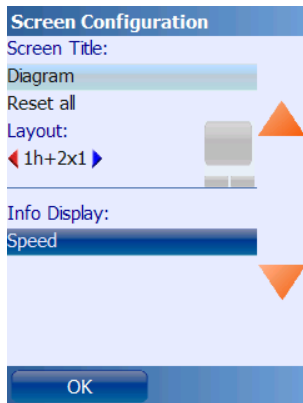 Screen Configuration
Screen Title:
Diagram
Reset all
Layout:
1h+2x1
Info Display:
Speed
OK